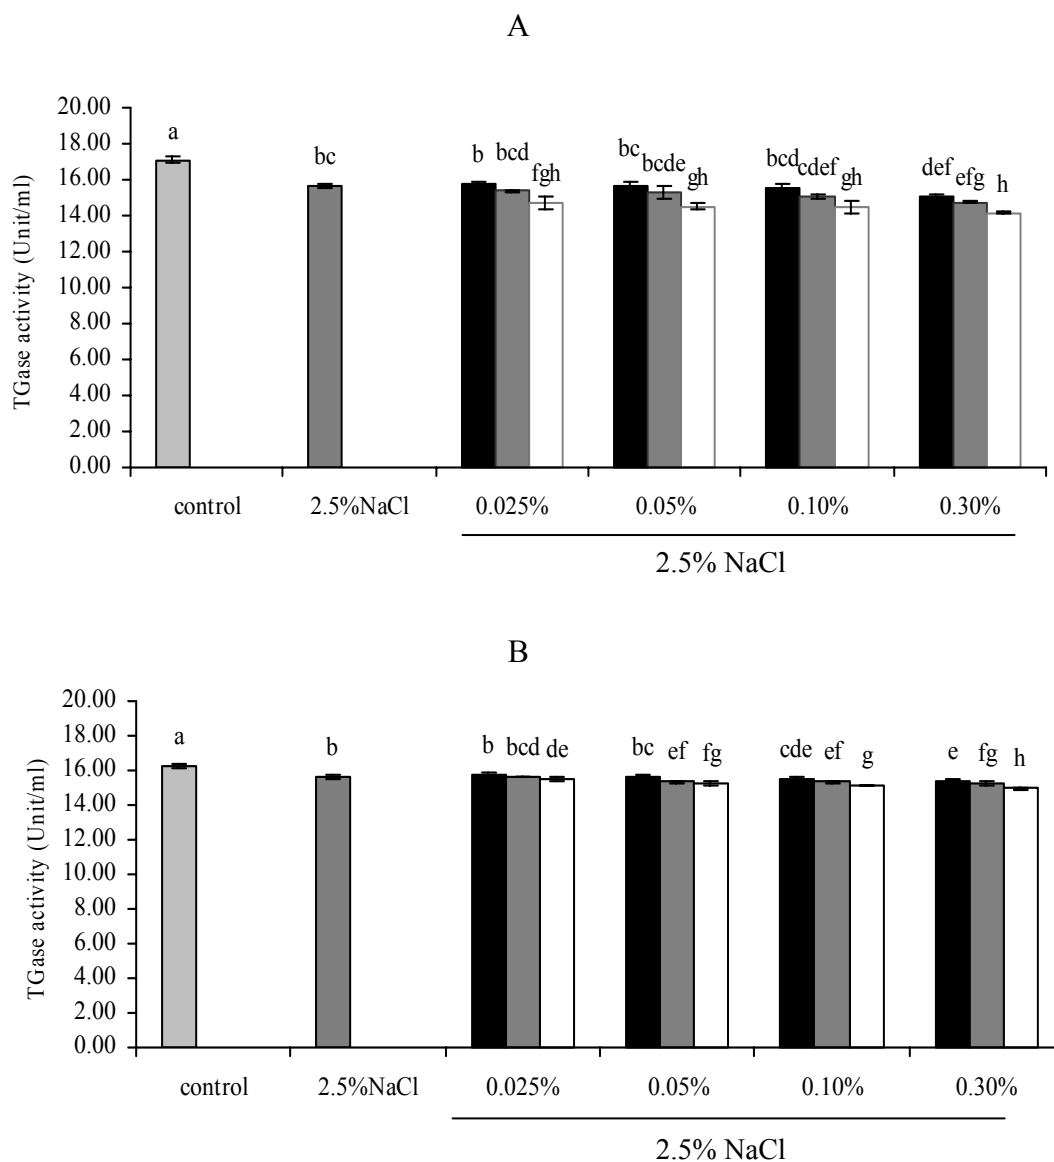 A
TGase activity (Unit/ml)
20.00
18.00
16.00
14.00
12.00
10.00
8.00
6.00
4.00
2.00
0.00
a
bc
b bcd fgh
bc bcde gh
bcd cdef gh
def efg h
control 2.5%NaCl 0.025% 0.05% 0.10% 0.30%
2.5% NaCl
B
TGase activity (Unit/ml)
20.00
18.00
16.00
14.00
12.00
10.00
8.00
6.00
4.00
2.00
0.00
a
b
b bcd de
bc ef fg
cde ef g
e fg h
control 2.5%NaCl 0.025% 0.05% 0.10% 0.30%
2.5% NaCl